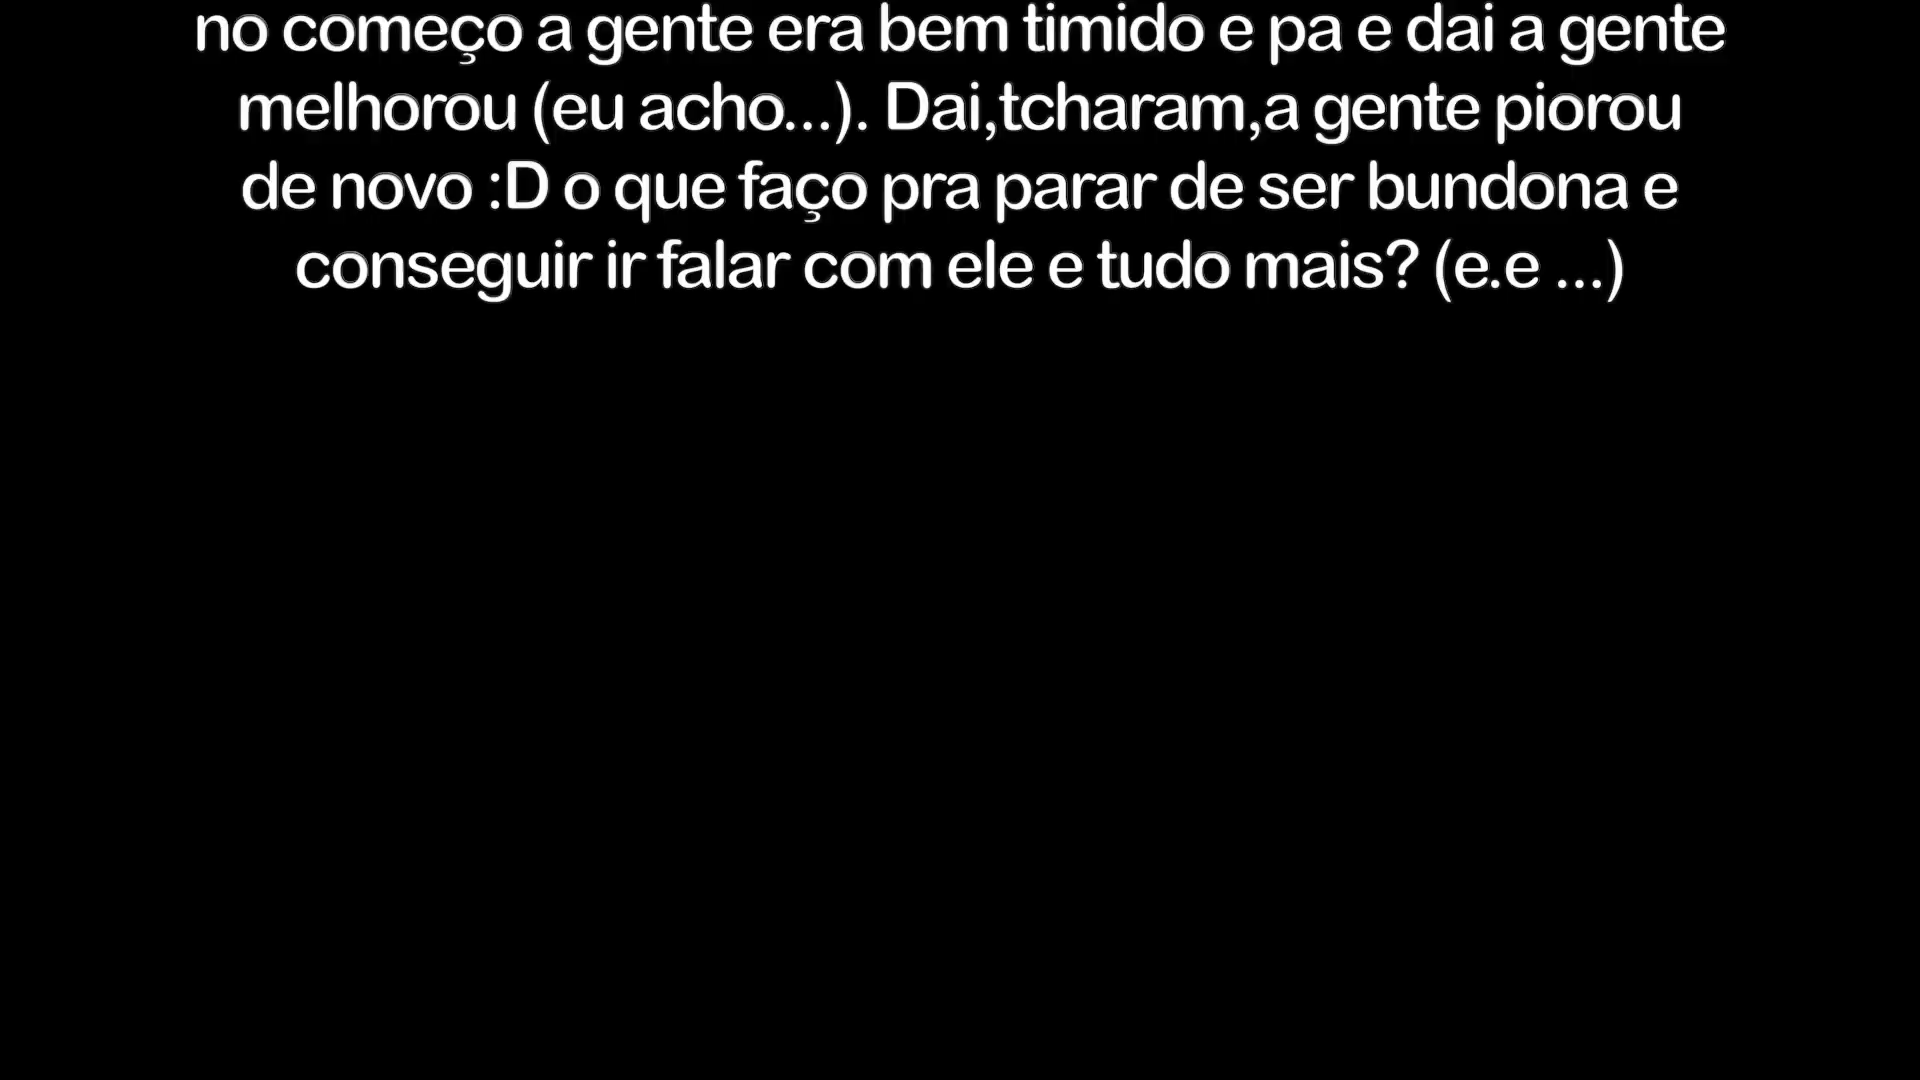 no começo a gente era bem timido e pa e dai a gente
melhorou (eu acho...). Dai,tcharam,a gente piorou
de novo :D o que faço pra parar de ser bundona e
conseguir ir falar com ele e tudo mais? (e.e ...)